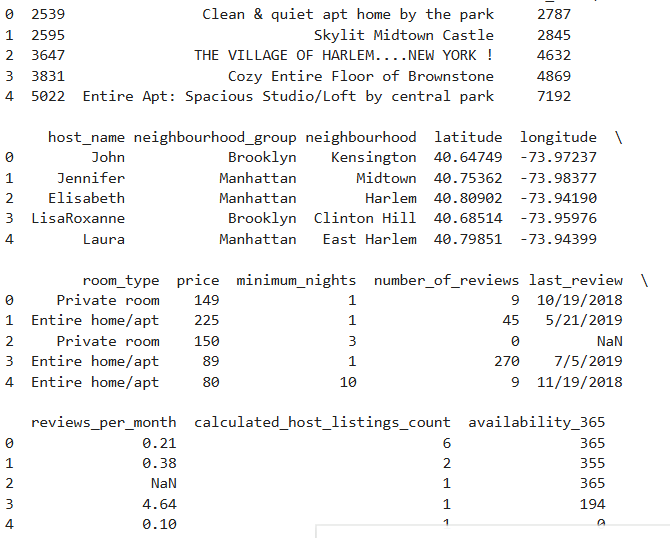 0 2539 Clean & quiet apt home by the park 2787
1 2595 Skylit Midtown Castle 2845
2 3647 THE VILLAGE OF HARLEM....NEW YORK ! 4632
3 3831 Cozy Entire Floor of Brownstone 4869
4 5022 Entire Apt: Spacious Studio/Loft by central park 7192
host_name neighbourhood_group neighbourhood latitude longitude \
0 John Brooklyn Kensington 40.64749 -73.97237
1 Jennifer Manhattan Midtown 40.75362 -73.98377
2 Elisabeth Manhattan Harlem 40.80902 -73.94190
3 LisaRoxanne Brooklyn Clinton Hill 40.68514 -73.95976
4 Laura Manhattan East Harlem 40.79851 -73.94399
room_type price minimum_nights number_of_reviews last_review \
0 Private room 149 1 9 10/19/2018
1 Entire home/apt 225 1 45 5/21/2019
2 Private room 150 3 0 NaN
3 Entire home/apt 89 1 270 7/5/2019
4 Entire home/apt 80 10 9 11/19/2018
reviews_per_month calculated_host_listings_count availability_365
0 0.21 6 365
1 0.38 2 355
2 NaN 1 365
3 4.64 1 194
4 0.10 1 0